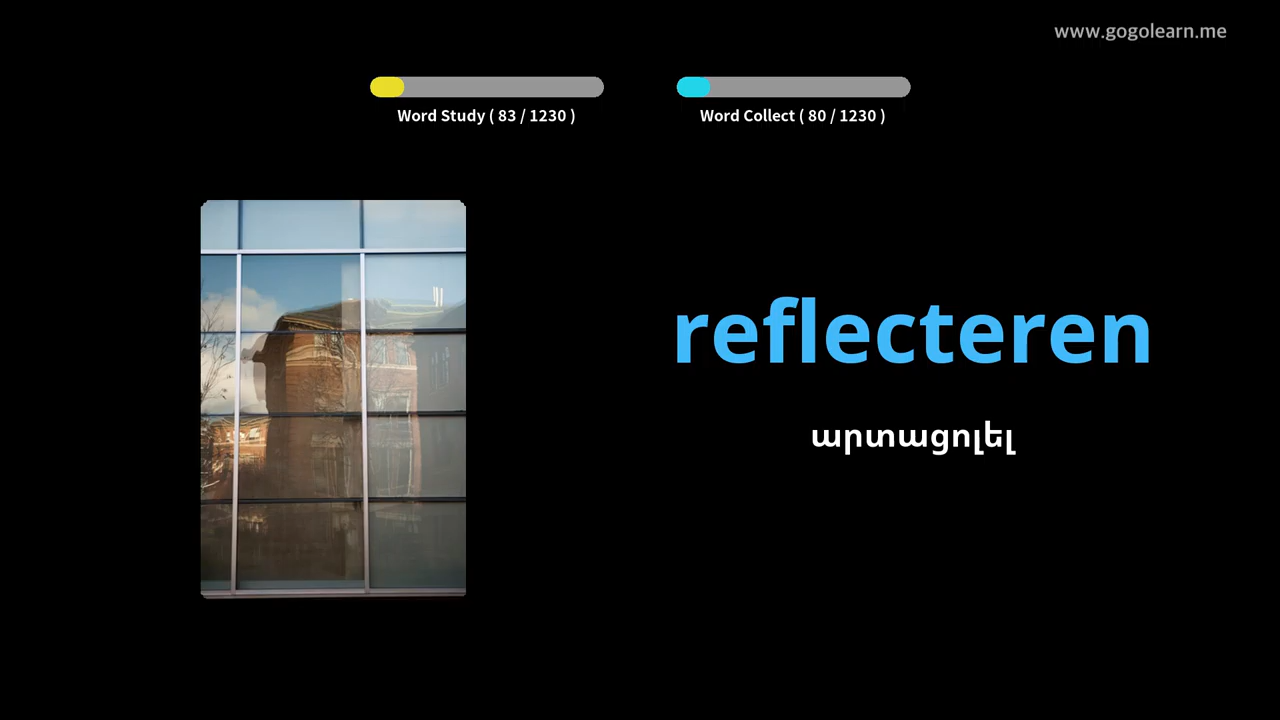 www.gogolearn.me
Word Study ( 83 / 1230 )
Word Collect ( 80 / 1230 )
reflecteren
արտացոլել